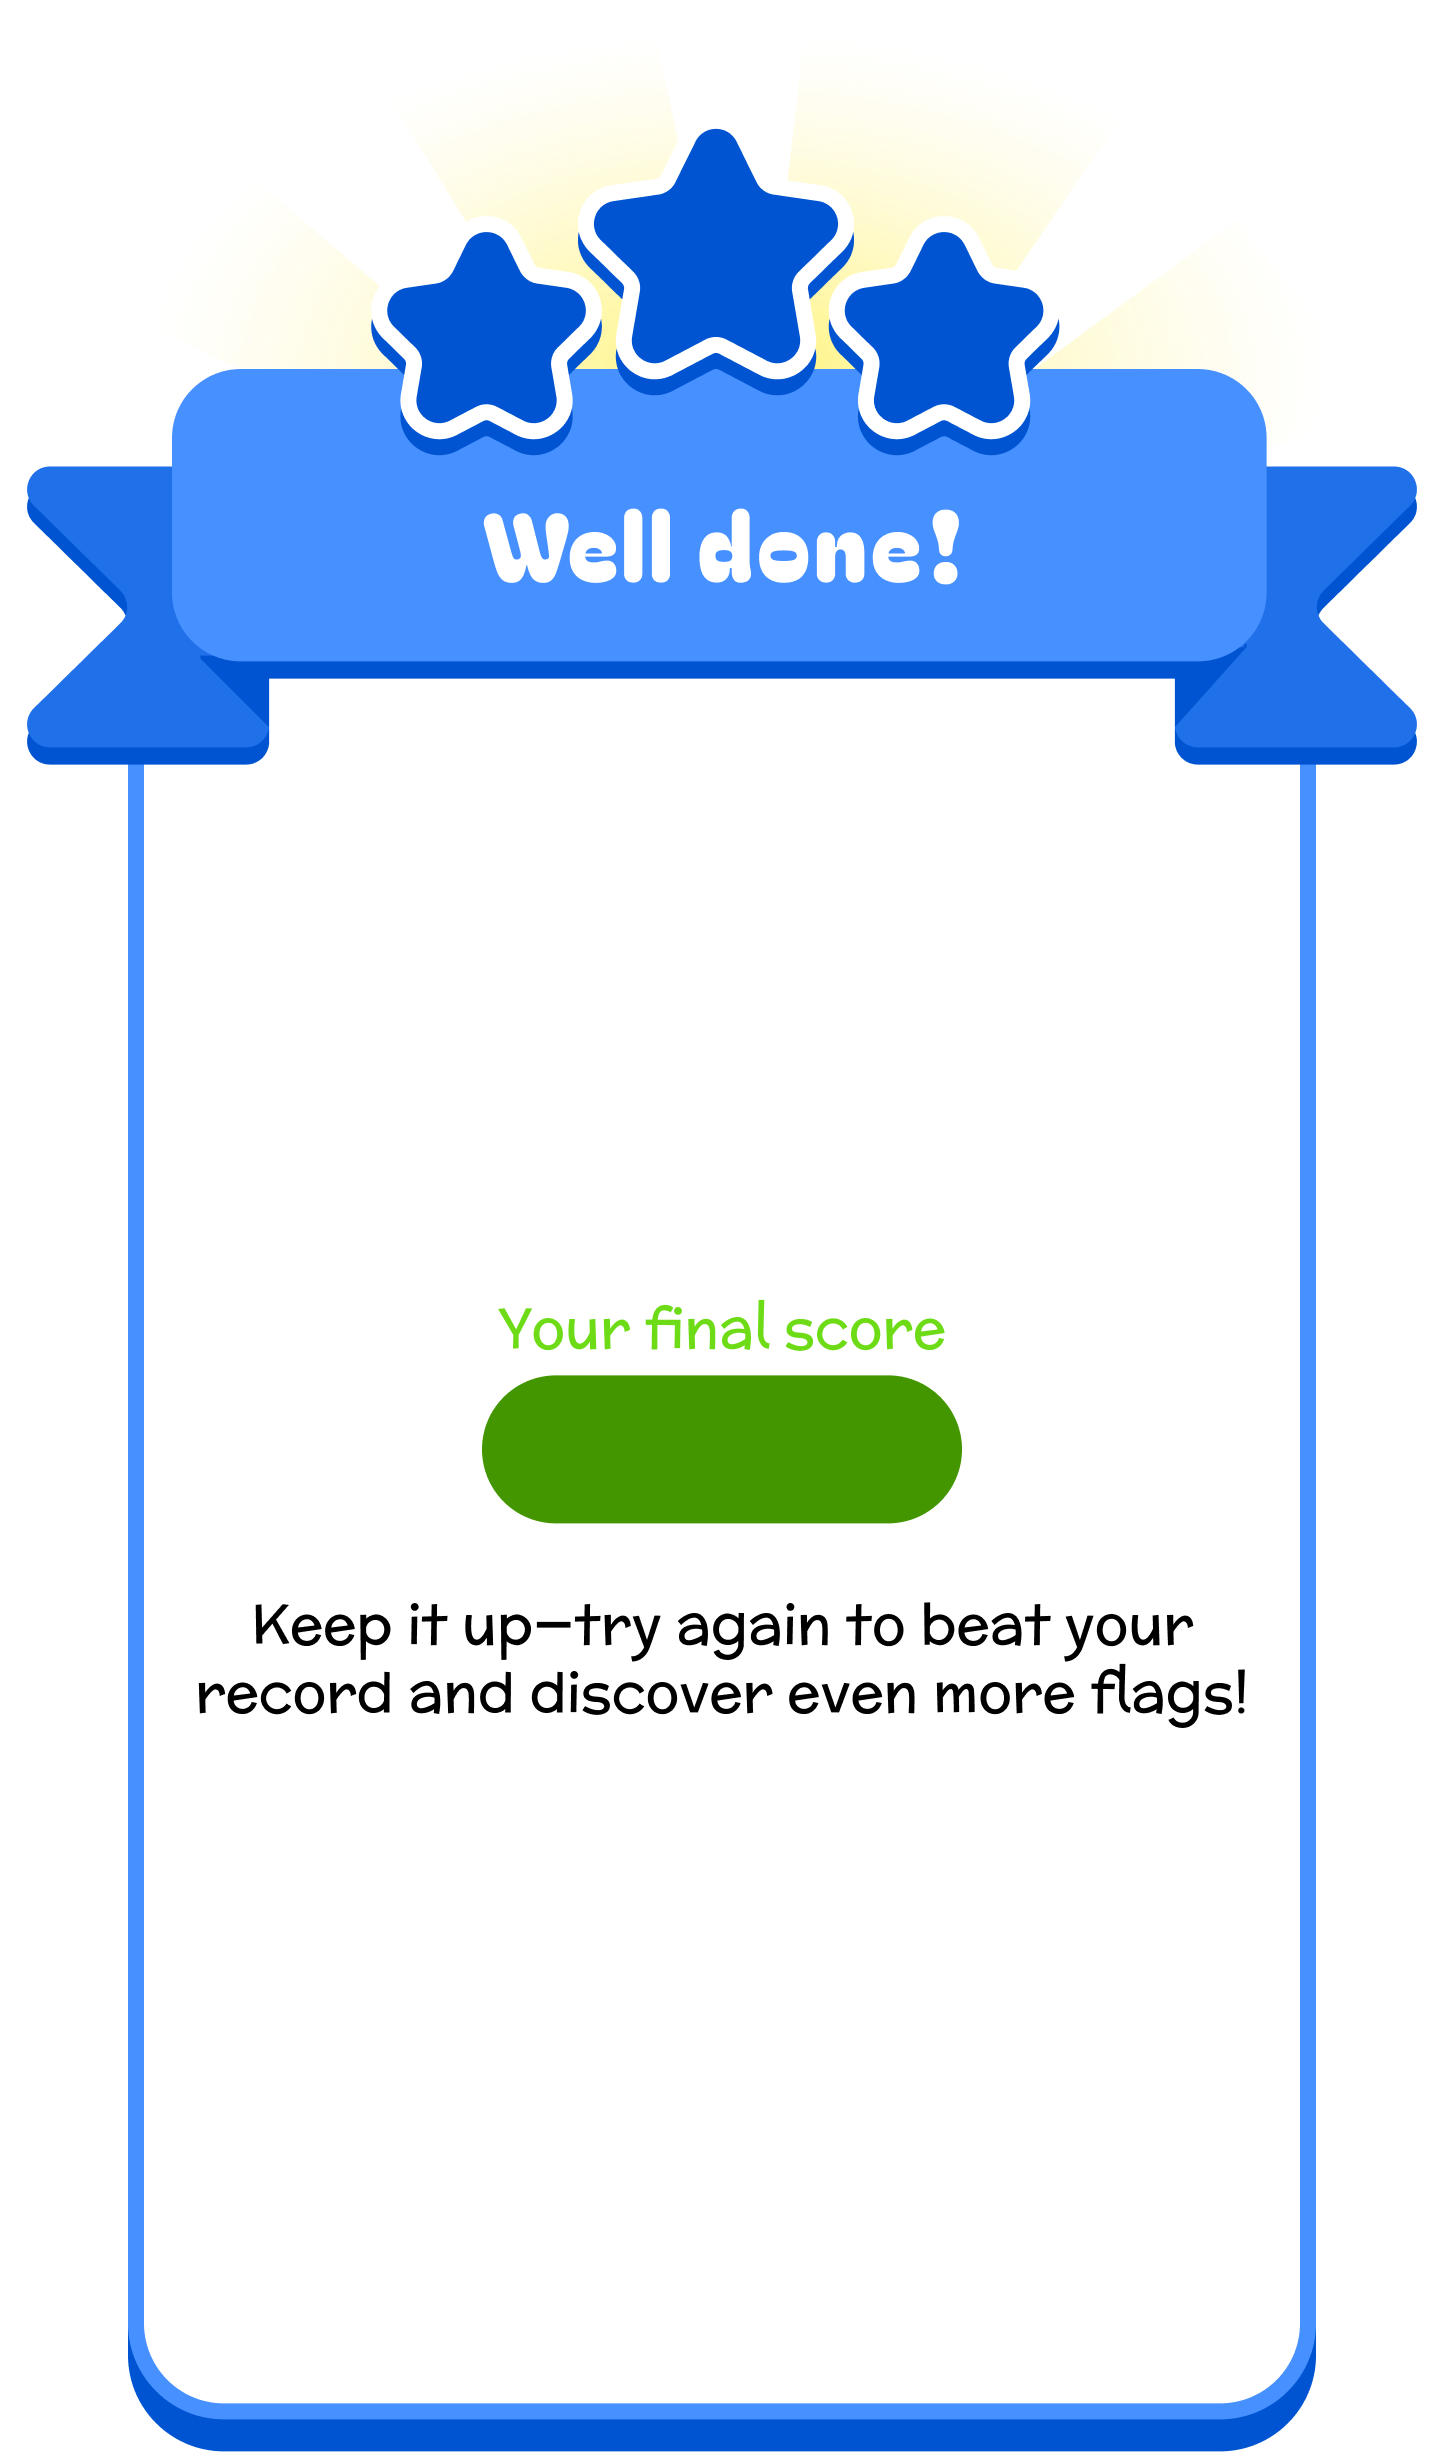 Well done!
Your final score
Keep it up—try again to beat your
record and discover even more flags!